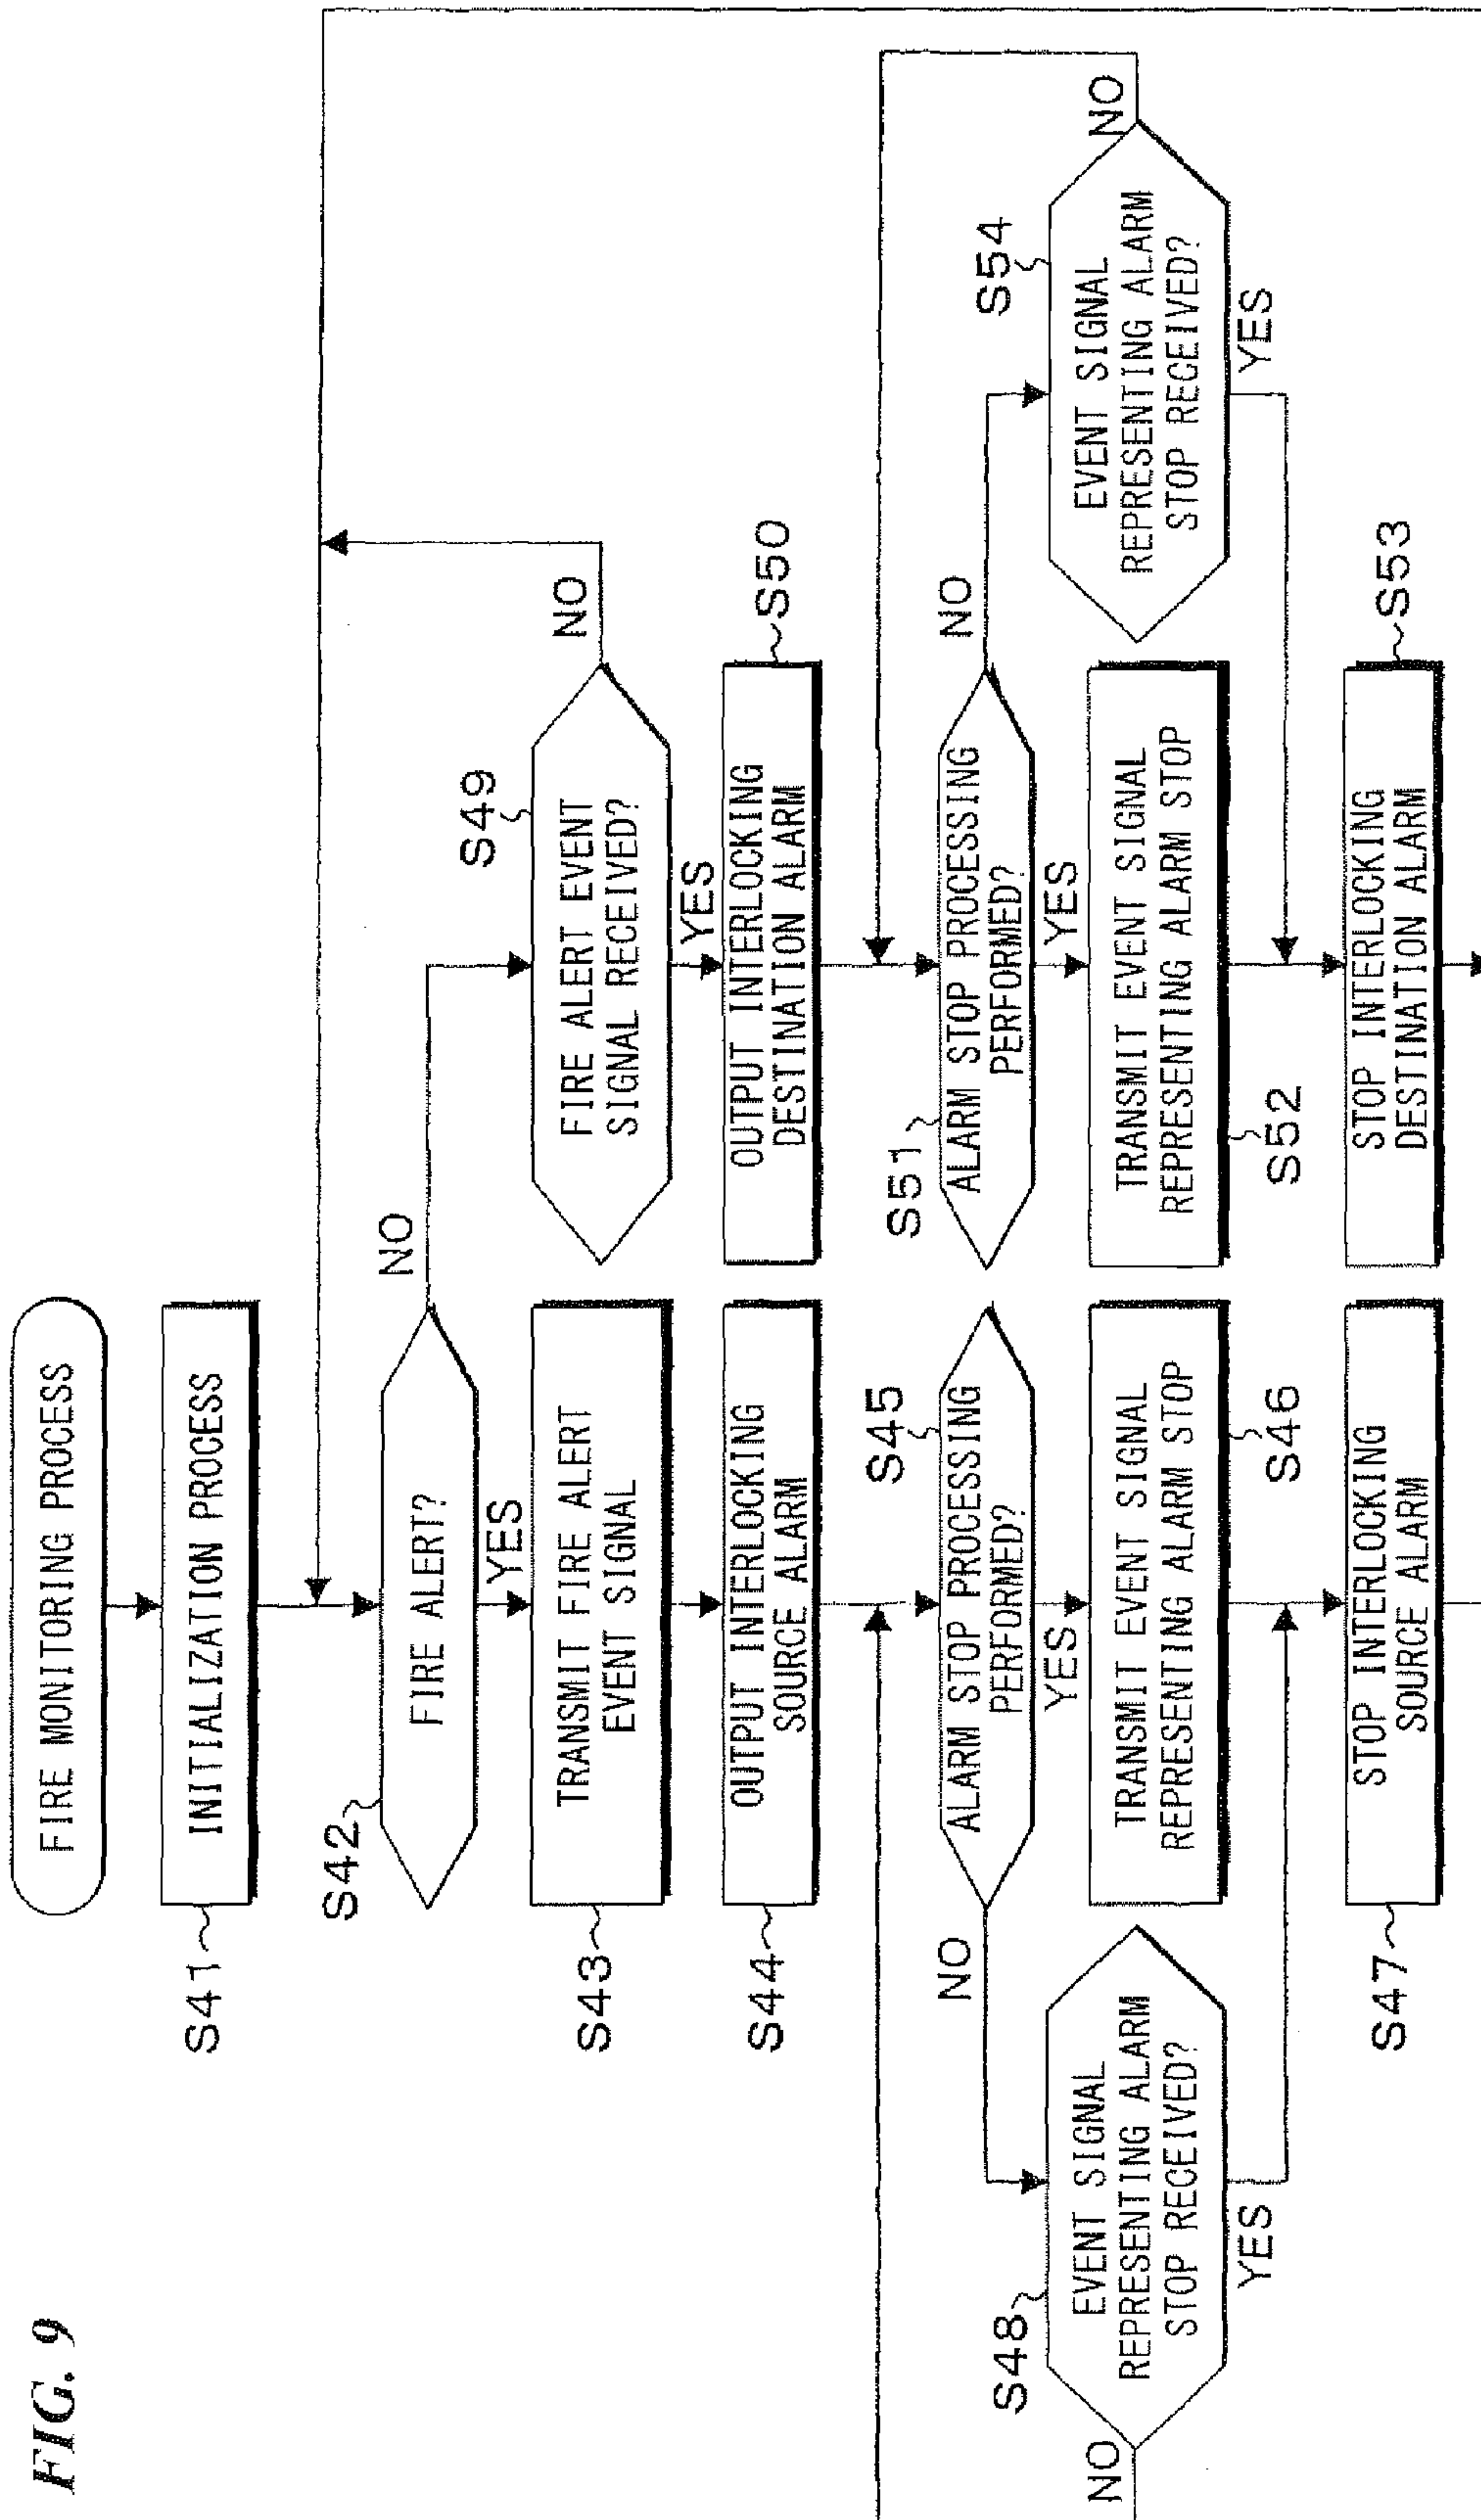 FIG. 9
FIRE MONITORING PROCESS
S41
INITIALIZATION PROCESS
S42
FIRE ALERT?
NO
YES
S43
TRANSMIT FIRE ALERT
EVENT SIGNAL
S44
OUTPUT INTERLOCKING
SOURCE ALARM
S45
ALARM STOP PROCESSING
PERFORMED?
NO
YES
S46
TRANSMIT EVENT SIGNAL
REPRESENTING ALARM STOP
S47
STOP INTERLOCKING
SOURCE ALARM
S48
EVENT SIGNAL
REPRESENTING ALARM
STOP RECEIVED?
NO
YES
S49
FIRE ALERT EVENT
SIGNAL RECEIVED?
NO
YES
S50
OUTPUT INTERLOCKING
DESTINATION ALARM
S51
ALARM STOP PROCESSING
PERFORMED?
NO
YES
S52
TRANSMIT EVENT SIGNAL
REPRESENTING ALARM STOP
S53
STOP INTERLOCKING
DESTINATION ALARM
S54
EVENT SIGNAL
REPRESENTING ALARM
STOP RECEIVED?
NO
YES